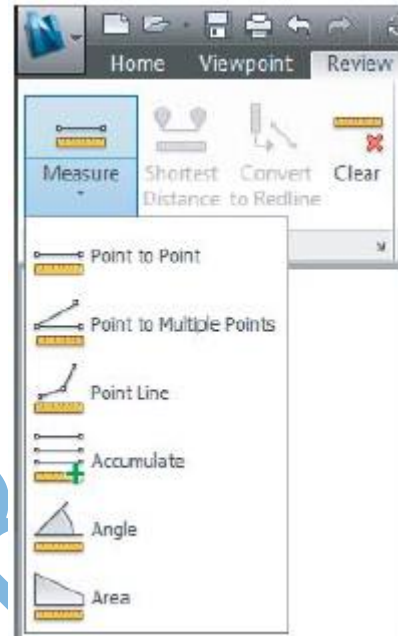 Home Viewpoint Review
Measure Shortest Distance Convert to Redline Clear
Point to Point
Point to Multiple Points
Point Line
Accumulate
Angle
Area